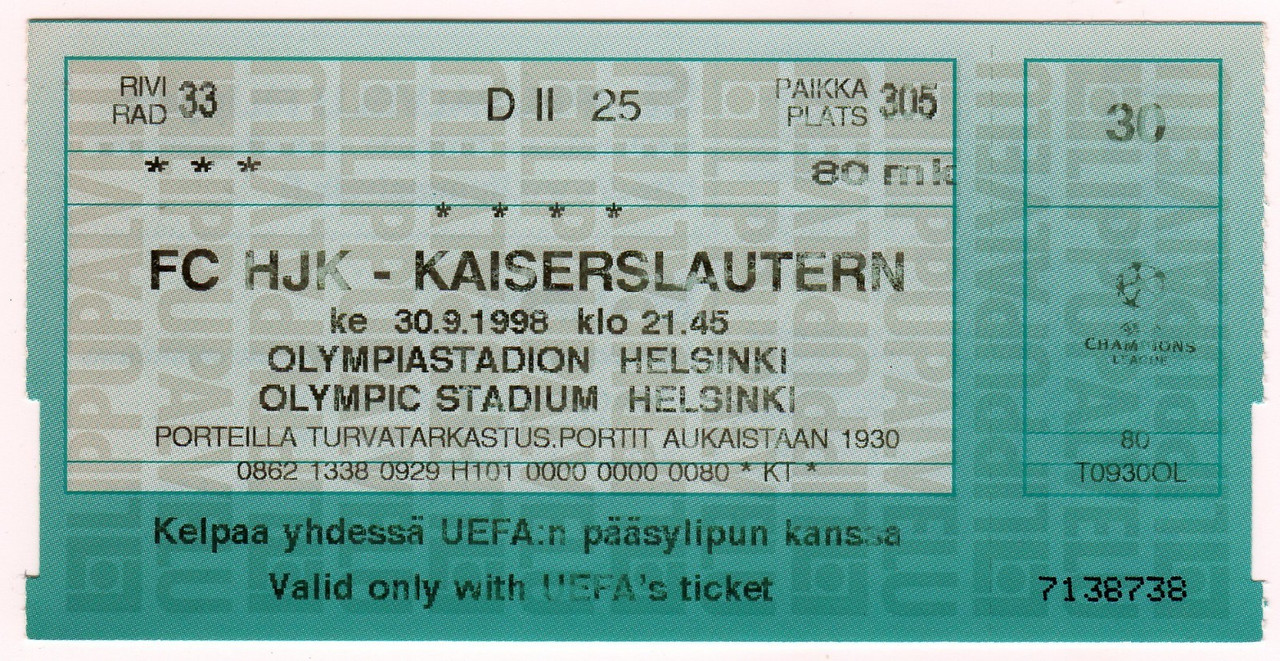 RIVI 33 D II 25 PAIKKA 305
RAD PLATS
* * * 80 mk
* * * *
FC HJK - KAISERSLAUTERN
ke 30.9.1998 klo 21.45
OLYMPIASTADION HELSINKI
OLYMPIC STADIUM HELSINKI
PORTEILLA TURVATARKASTUS.PORTIT AUKAISTAAN 1930
0862 1338 0929 H101 0000 0000 0080 * KT *
Kelpaa yhdessä UEFA:n pääsylipun kanssa
Valid only with UEFA's ticket
30
CHAMPIONS
LEAGUE
80
T0930OL
7138738